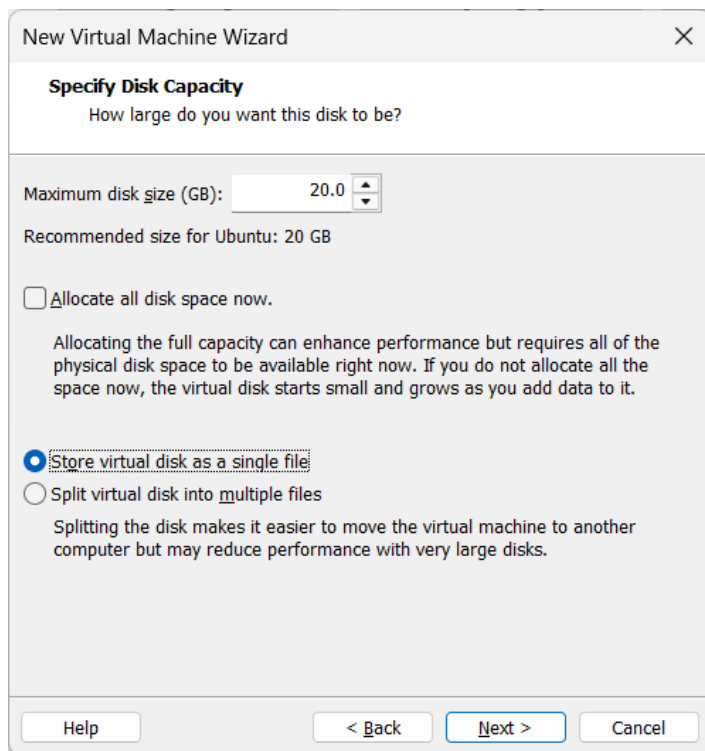 New Virtual Machine Wizard
Specify Disk Capacity
How large do you want this disk to be?
Maximum disk size (GB): 20.0
Recommended size for Ubuntu: 20 GB
Allocate all disk space now.
Allocating the full capacity can enhance performance but requires all of the
physical disk space to be available right now. If you do not allocate all the
space now, the virtual disk starts small and grows as you add data to it.
Store virtual disk as a single file
Split virtual disk into multiple files
Splitting the disk makes it easier to move the virtual machine to another
computer but may reduce performance with very large disks.
Help < Back Next > Cancel